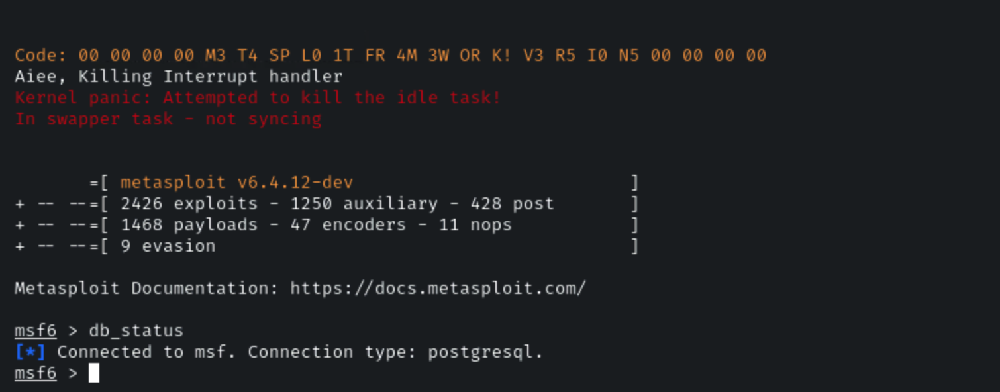 Code: 00 00 00 00 M3 T4 SP L0 1T FR 4M 3W OR K! V3 R5 I0 N5 00 00 00 00
Aiee, Killing Interrupt handler
Kernel panic: Attempted to kill the idle task!
In swapper task - not syncing
=[ metasploit v6.4.12-dev ]
+ -- --=[ 2426 exploits - 1250 auxiliary - 428 post ]
+ -- --=[ 1468 payloads - 47 encoders - 11 nops ]
+ -- --=[ 9 evasion ]
Metasploit Documentation: https://docs.metasploit.com/
msf6 > db_status
[*] Connected to msf. Connection type: postgresql.
msf6 >